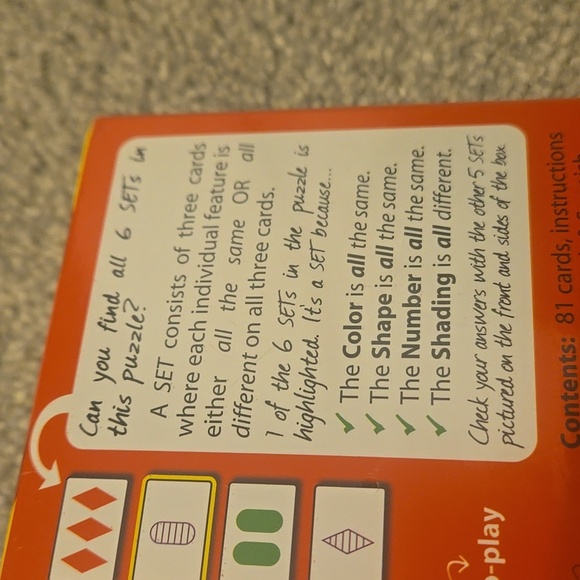 Can you find all 6 SETs in
this puzzle?
A SET consists of three cards
where each individual feature is
either all the same OR all
different on all three cards.
1 of the 6 SETs in the puzzle is
highlighted. It's a SET because...
✓ The Color is all the same.
✓ The Shape is all the same.
✓ The Number is all the same.
✓ The Shading is all different.
Check your answers with the other 5 SETs
pictured on the front and sides of the box
-play
Contents: 81 cards, instructions